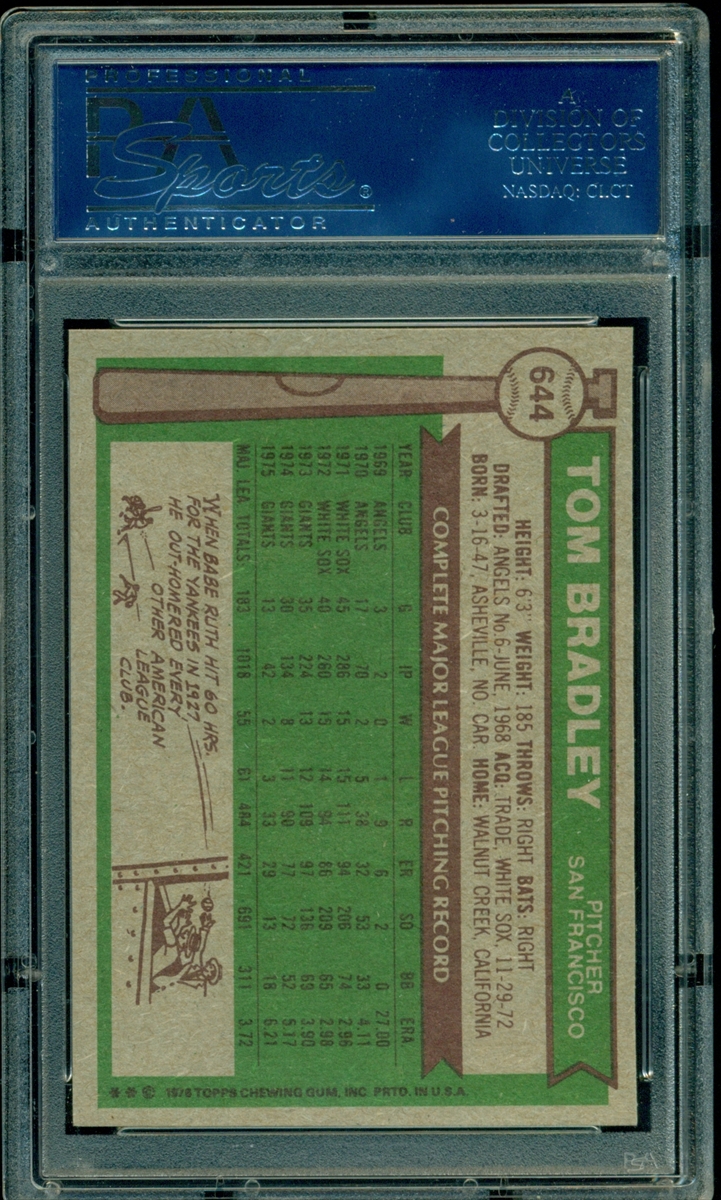 PROFESSIONAL
PSA
Sports®
AUTHENTICATOR
A
DIVISION OF
COLLECTORS
UNIVERSE
NASDAQ: CLCT
644
TOM BRADLEY
PITCHER
SAN FRANCISCO
HEIGHT: 6'3" WEIGHT: 185 THROWS: RIGHT BATS: RIGHT
DRAFTED: ANGELS No. 6-JUNE, 1968 ACQ: TRADE, WHITE SOX, 11-29-72
BORN: 3-16-47, ASHEVILLE, NO. CAR. HOME: WALNUT CREEK, CALIFORNIA
COMPLETE MAJOR LEAGUE PITCHING RECORD
YEAR CLUB G IP W L R ER SO BB ERA
1969 ANGELS 3 2 0 1 9 6 2 0 27.00
1970 ANGELS 17 70 2 5 38 32 53 33 4.11
1971 WHITE SOX 45 286 15 15 111 94 206 74 2.96
1972 WHITE SOX 40 260 15 14 94 86 209 65 2.98
1973 GIANTS 35 224 13 12 108 97 136 69 3.90
1974 GIANTS 30 134 8 11 90 77 72 52 5.17
1975 GIANTS 13 42 2 3 33 29 13 18 6.21
MAJ. LEA. TOTALS 183 1018 55 61 484 421 691 311 3.72
WHEN BABE RUTH HIT 60 HRS.
FOR THE YANKEES IN 1927
HE OUT-HOMERED EVERY
OTHER AMERICAN
LEAGUE
CLUB.
** © 1976 TOPPS CHEWING GUM, INC. PRTD. IN U.S.A.
PSA